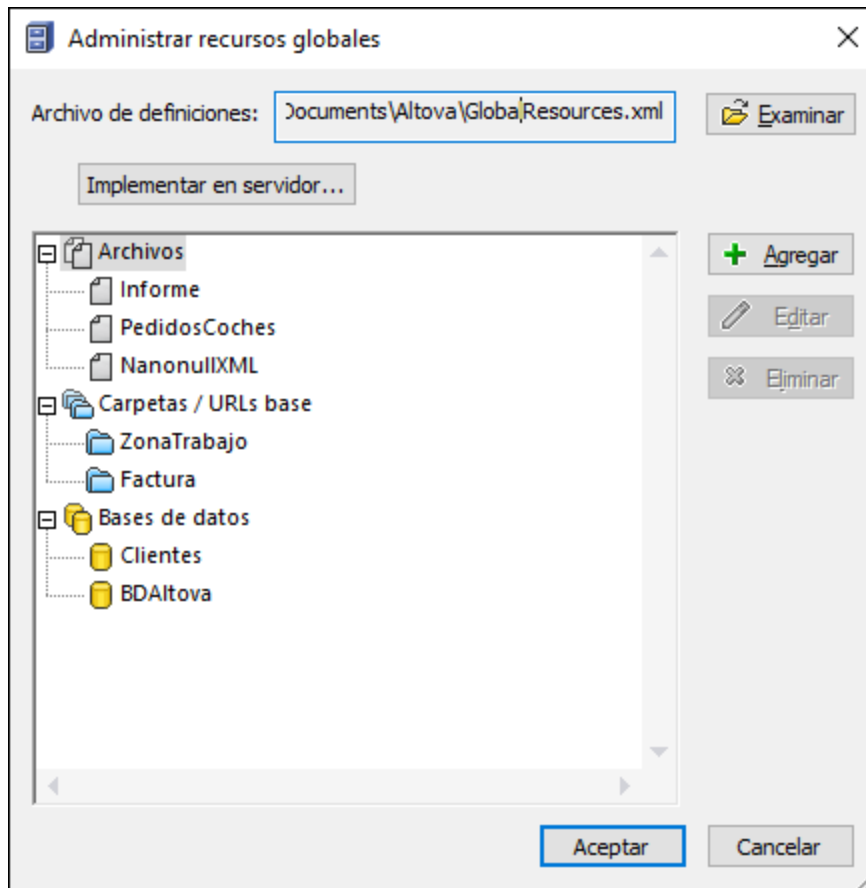 Administrar recursos globales
Archivo de definiciones: Documents\Altova\GlobalResources.xml Examinar
Implementar en servidor...
Archivos Agregar
Informe
PedidosCoches Editar
NanonullXML Eliminar
Carpetas / URLs base
ZonaTrabajo
Factura
Bases de datos
Clientes
BDAltova
Aceptar Cancelar